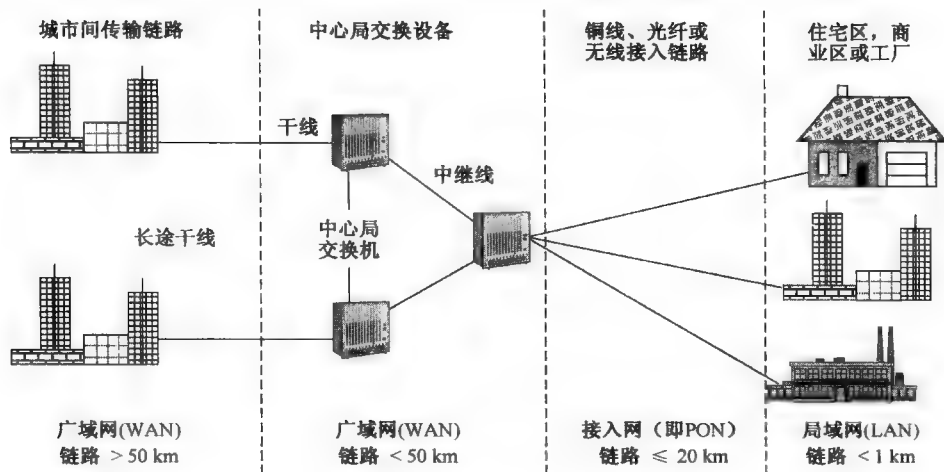 城市间传输链路
中心局交换设备
铜线、光纤或
无线接入链路
住宅区，商
业区或工厂
干线
中继线
长途干线
中心局
交换机
广域网(WAN)
链路 > 50 km
广域网(WAN)
链路 < 50 km
接入网（即PON）
链路 ≤ 20 km
局域网(LAN)
链路 < 1 km